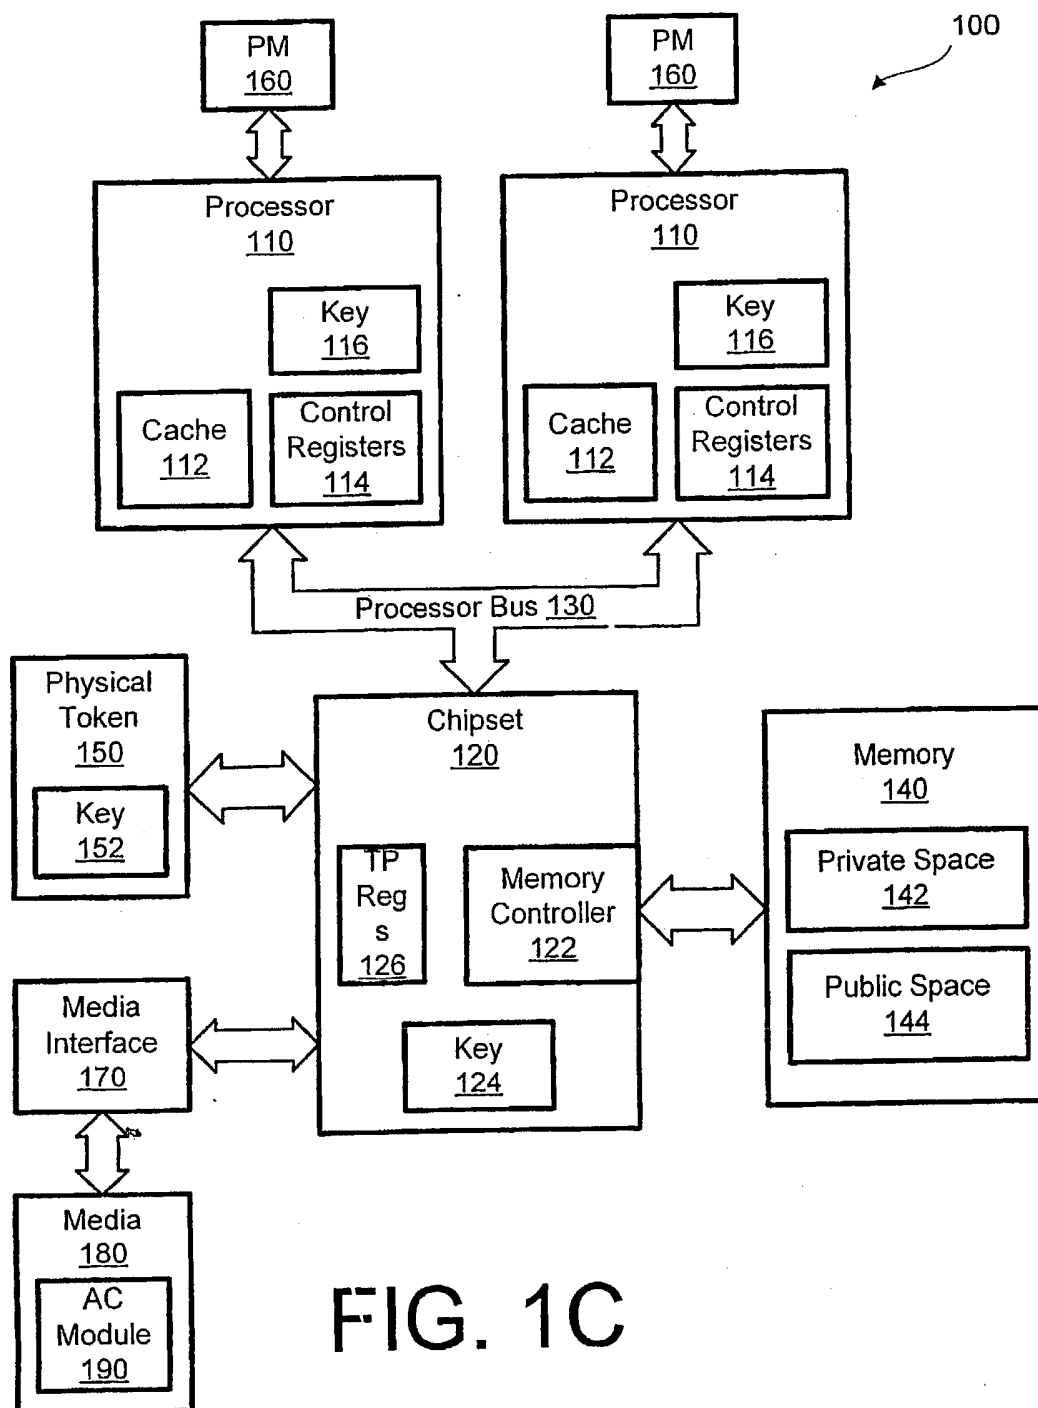 100
PM
160
PM
160
Processor
110
Key
116
Cache
112
Control
Registers
114
Processor
110
Key
116
Cache
112
Control
Registers
114
Processor Bus 130
Physical
Token
150
Key
152
Chipset
120
TP
Reg
s
126
Memory
Controller
122
Key
124
Memory
140
Private Space
142
Public Space
144
Media
Interface
170
Media
180
AC
Module
190
FIG. 1C